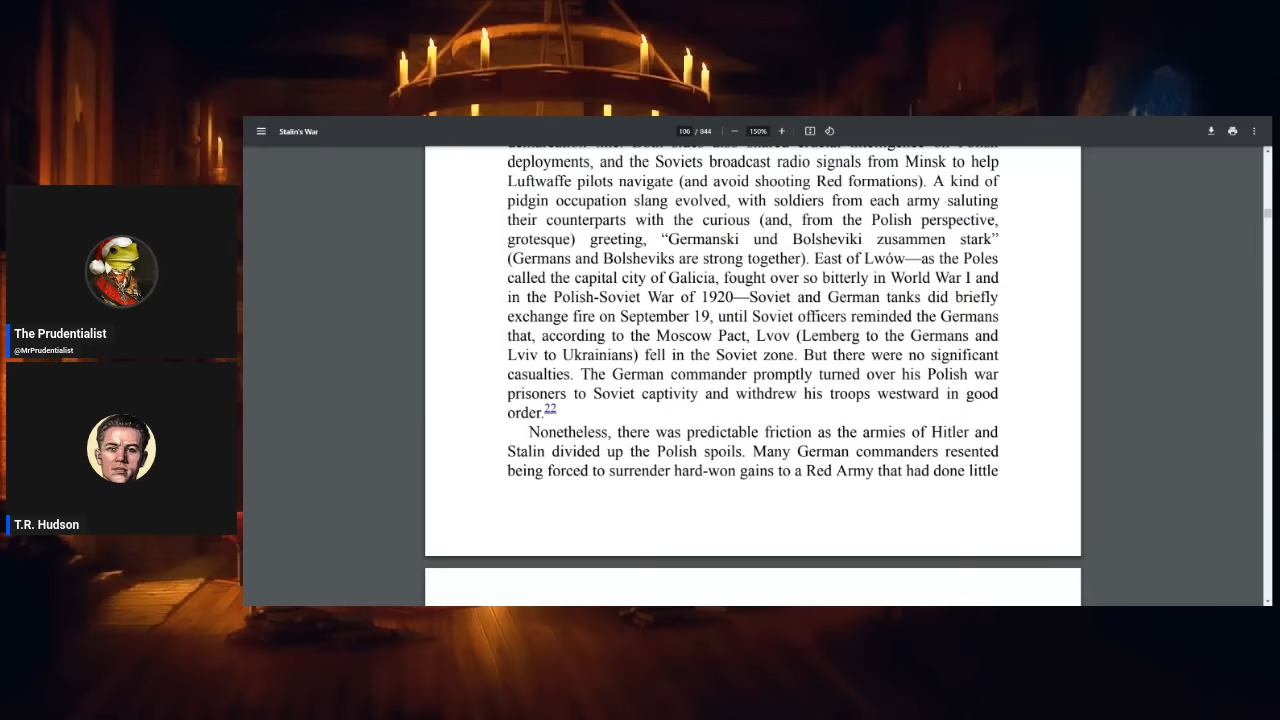 Stalin's War
106 / 844
150%
deployments, and the Soviets broadcast radio signals from Minsk to help
Luftwaffe pilots navigate (and avoid shooting Red formations). A kind of
pidgin occupation slang evolved, with soldiers from each army saluting
their counterparts with the curious (and, from the Polish perspective,
grotesque) greeting, “Germanski und Bolsheviki zusammen stark”
(Germans and Bolsheviks are strong together). East of Lwów—as the Poles
called the capital city of Galicia, fought over so bitterly in World War I and
in the Polish-Soviet War of 1920—Soviet and German tanks did briefly
exchange fire on September 19, until Soviet officers reminded the Germans
that, according to the Moscow Pact, Lvov (Lemberg to the Germans and
Lviv to Ukrainians) fell in the Soviet zone. But there were no significant
casualties. The German commander promptly turned over his Polish war
prisoners to Soviet captivity and withdrew his troops westward in good
order.22
Nonetheless, there was predictable friction as the armies of Hitler and
Stalin divided up the Polish spoils. Many German commanders resented
being forced to surrender hard-won gains to a Red Army that had done little
The Prudentialist
@MrPrudentialist
T.R. Hudson